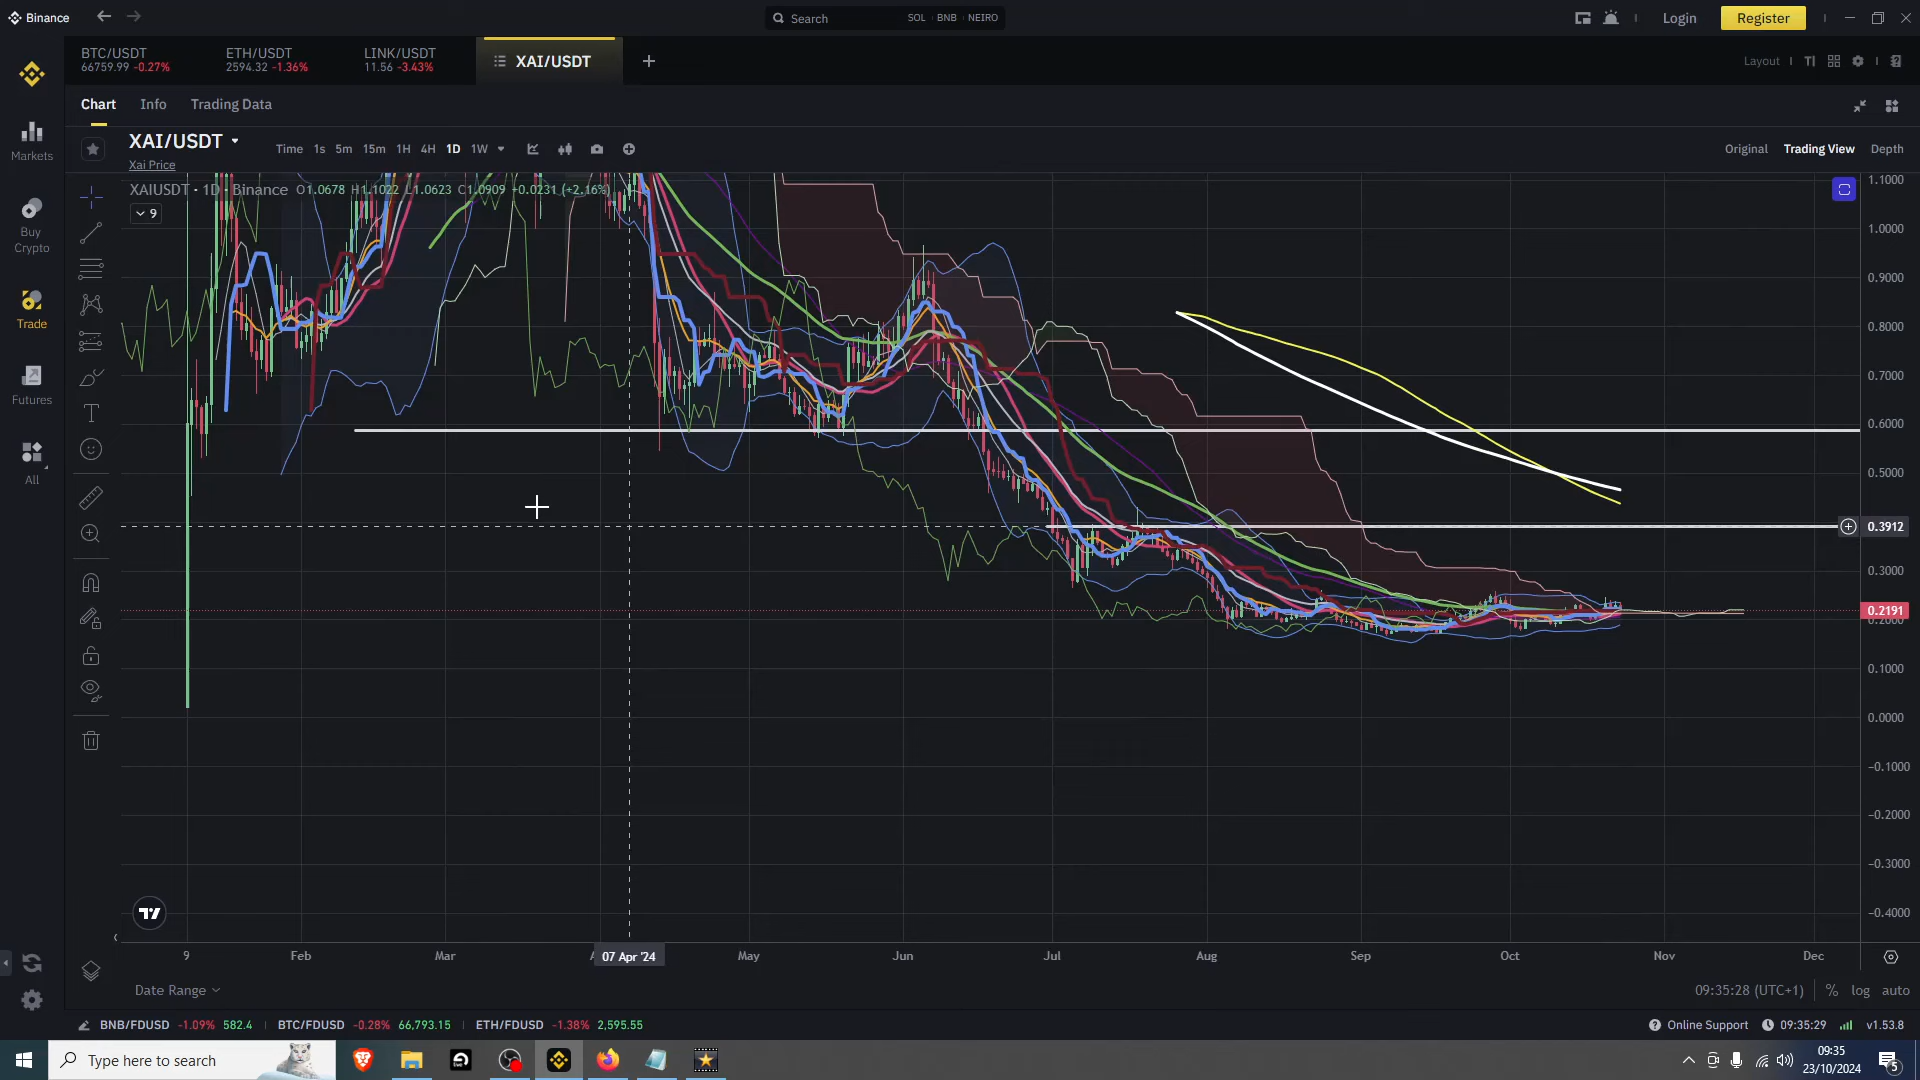 Binance
Search SOL BNB NEIRO
Login Register
BTC/USDT
66759.99 -0.27%
ETH/USDT
2594.32 -1.36%
LINK/USDT
11.56 -3.43%
XAI/USDT
Layout
Chart Info Trading Data
XAI/USDT
Xai Price
Time 1s 5m 15m 1H 4H 1D 1W
Original Trading View Depth
XAIUSDT · 1D · Binance O1.0678 H1.1022 L1.0623 C1.0909 +0.0231 (+2.16%)
9
Markets
Buy
Crypto
Trade
Futures
All
1.1000
1.0000
0.9000
0.8000
0.7000
0.6000
0.5000
0.3912
0.3000
0.2191
0.2000
0.1000
0.0000
−0.1000
−0.2000
−0.3000
−0.4000
9 Feb Mar 07 Apr '24 May Jun Jul Aug Sep Oct Nov Dec
Date Range
09:35:28 (UTC+1) % log auto
BNB/FDUSD -1.09% 582.4 BTC/FDUSD -0.28% 66,793.15 ETH/FDUSD -1.38% 2,595.55
Online Support 09:35:29 v1.53.8
Type here to search
09:35
23/10/2024
5